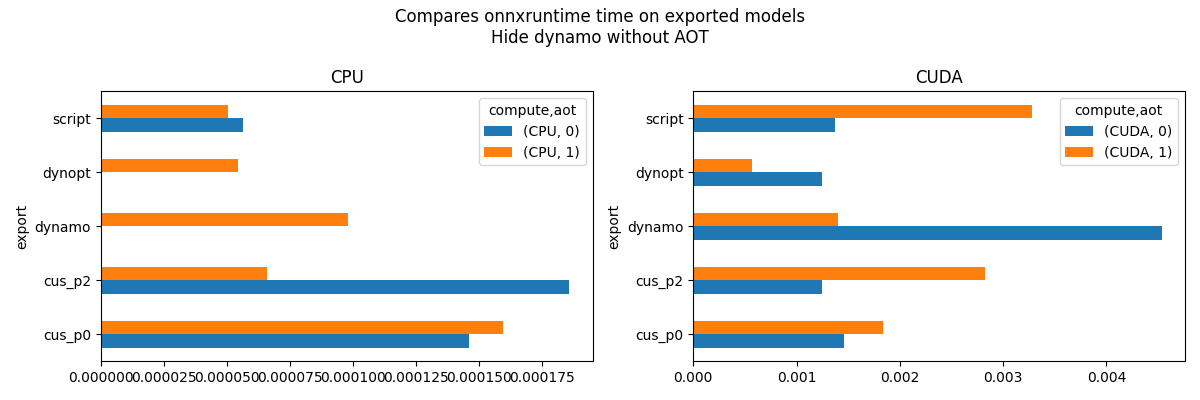 Compares onnxruntime time on exported models
Hide dynamo without AOT
CPU
export
script
dynopt
dynamo
cus_p2
cus_p0
compute,aot
(CPU, 0)
(CPU, 1)
0.000000 0.000025 0.000050 0.000075 0.000100 0.000125 0.000150 0.000175
CUDA
export
script
dynopt
dynamo
cus_p2
cus_p0
compute,aot
(CUDA, 0)
(CUDA, 1)
0.000 0.001 0.002 0.003 0.004